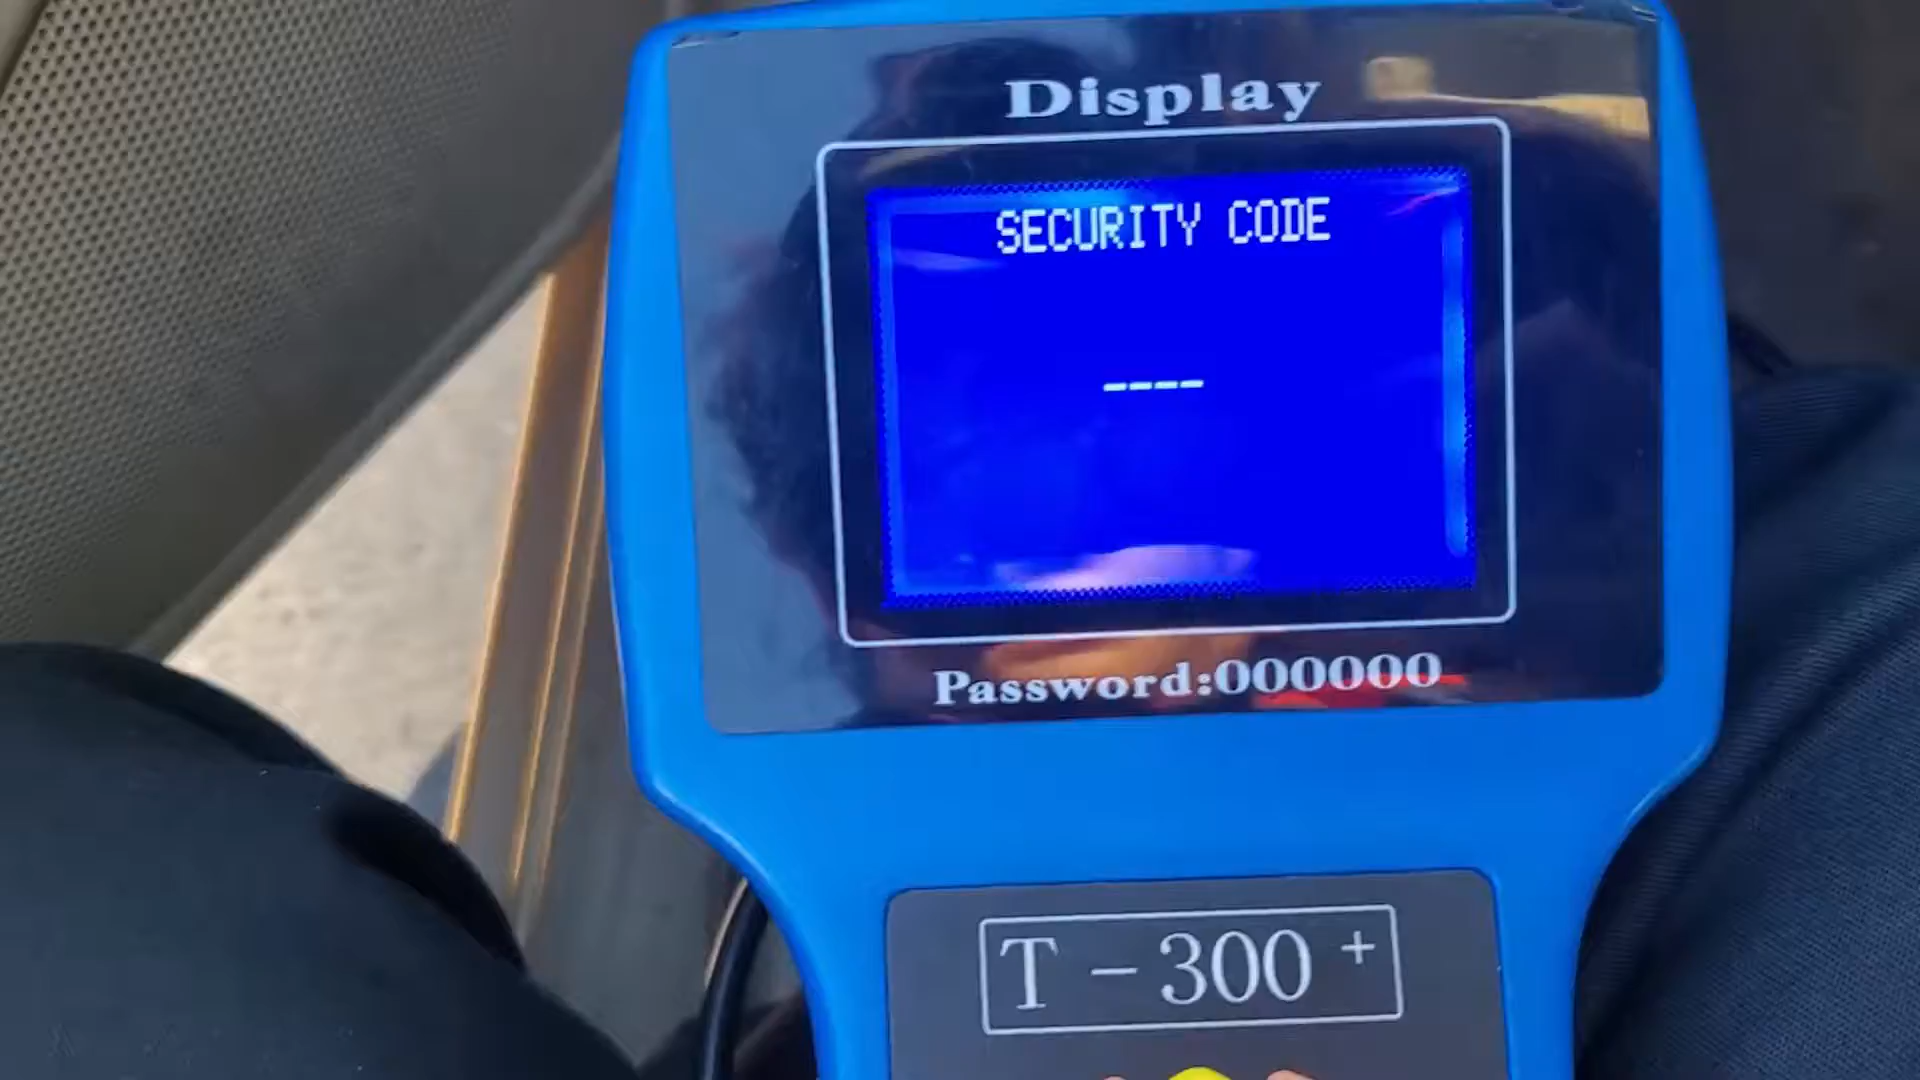 Display
SECURITY CODE
----
Password:000000
T-300+